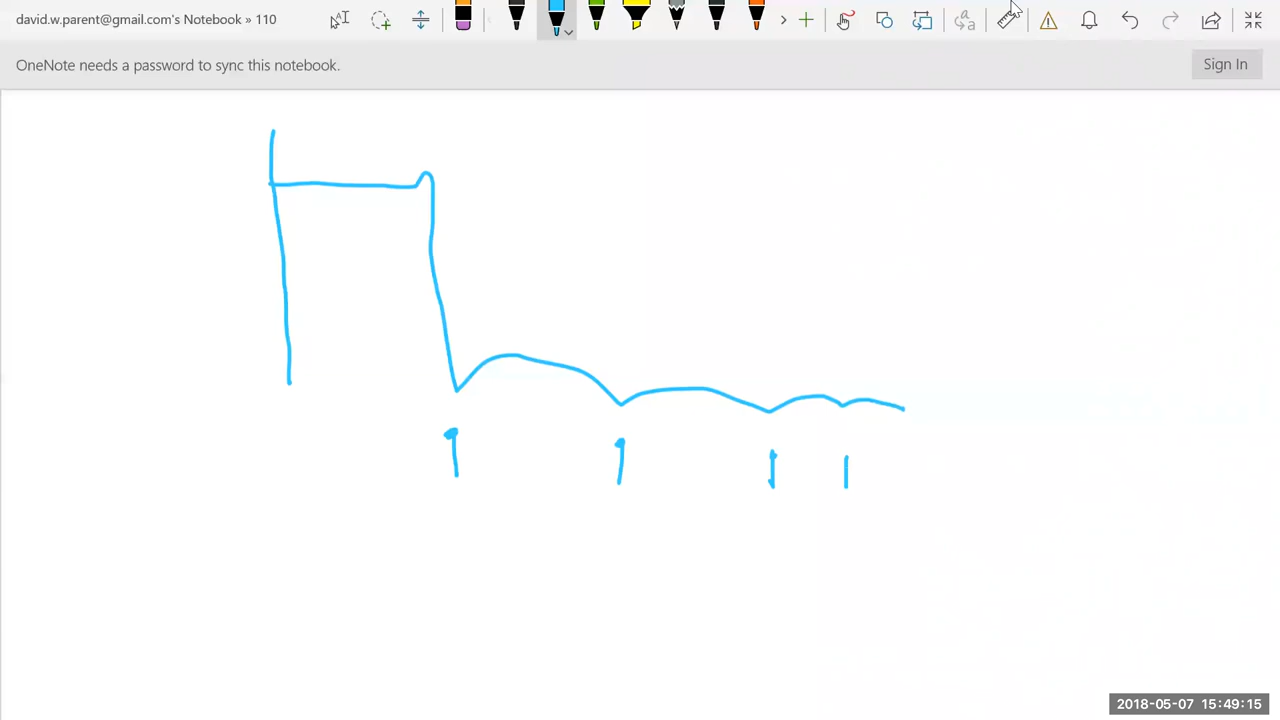 david.w.parent@gmail.com's Notebook » 110
OneNote needs a password to sync this notebook.
Sign In
2018-05-07 15:49:15